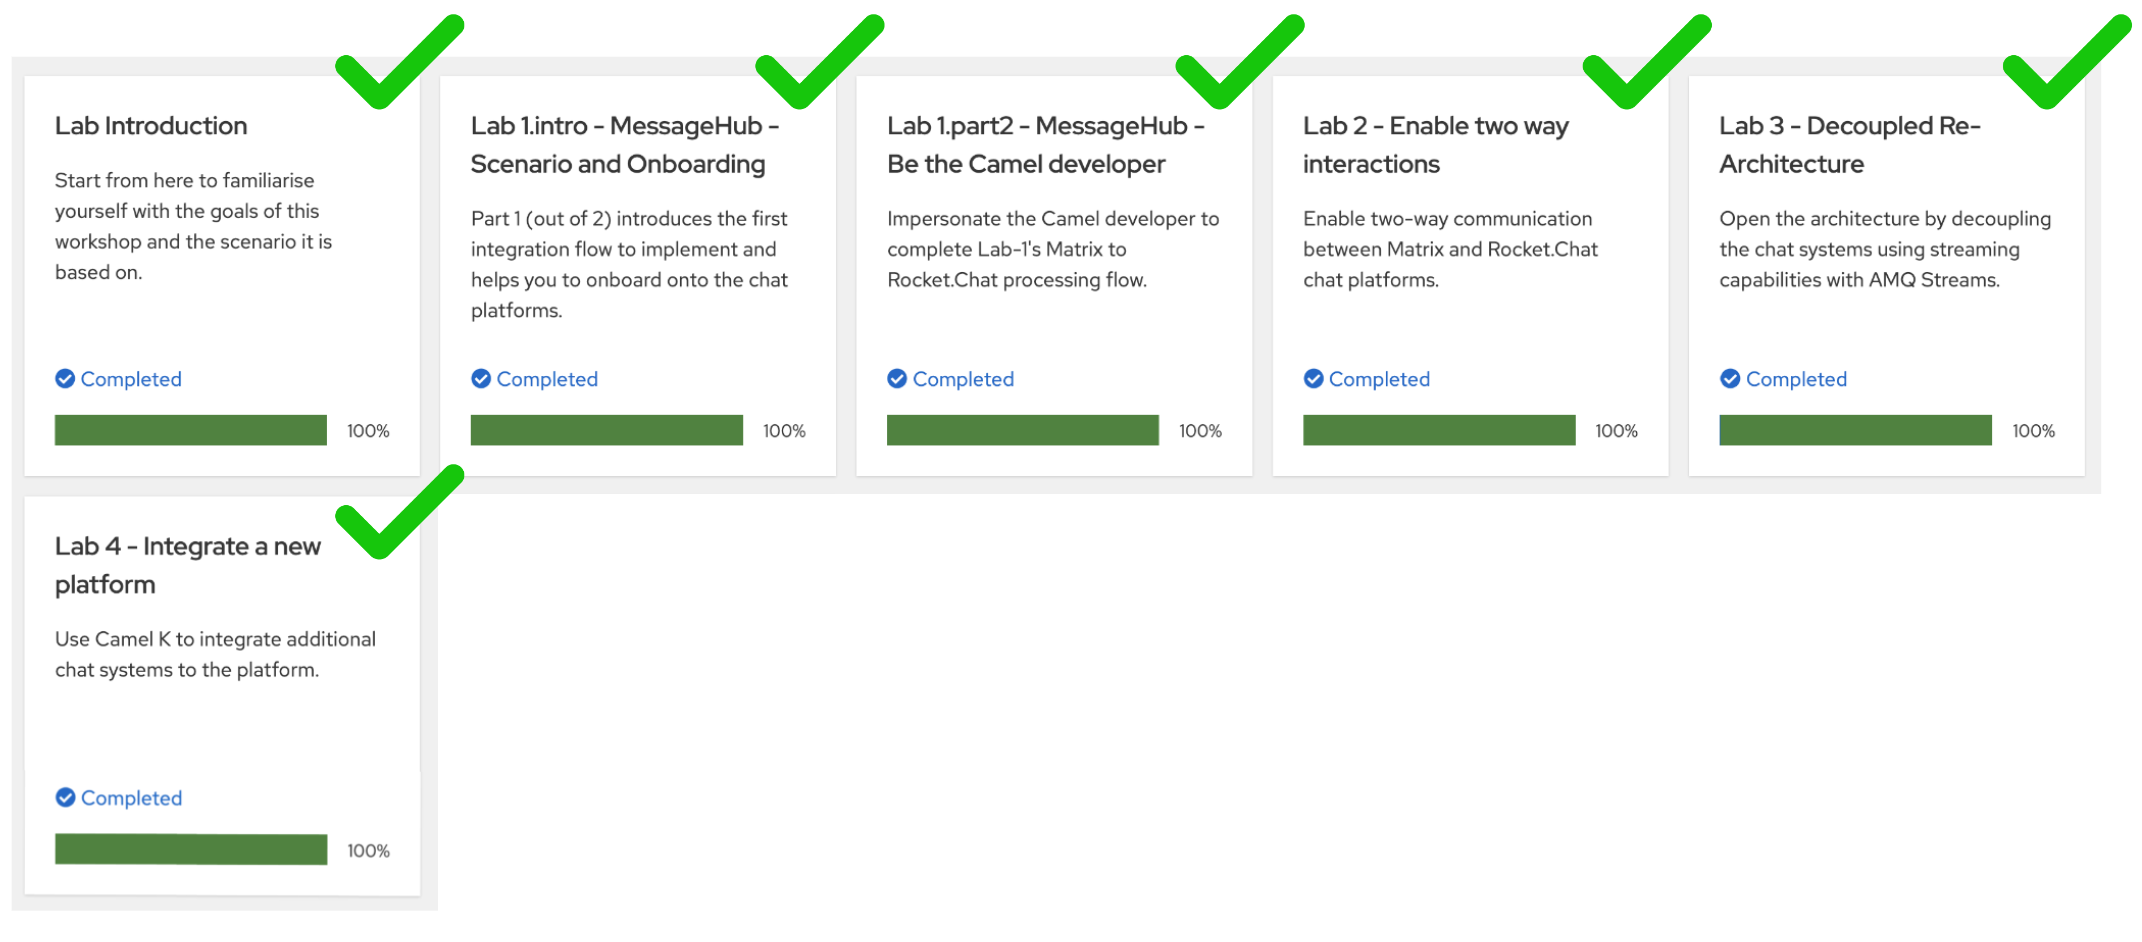 Lab Introduction
Start from here to familiarise
yourself with the goals of this
workshop and the scenario it is
based on.
Completed
100%
Lab 1.intro - MessageHub -
Scenario and Onboarding
Part 1 (out of 2) introduces the first
integration flow to implement and
helps you to onboard onto the chat
platforms.
Completed
100%
Lab 1.part2 - MessageHub -
Be the Camel developer
Impersonate the Camel developer to
complete Lab-1's Matrix to
Rocket.Chat processing flow.
Completed
100%
Lab 2 - Enable two way
interactions
Enable two-way communication
between Matrix and Rocket.Chat
chat platforms.
Completed
100%
Lab 3 - Decoupled Re-
Architecture
Open the architecture by decoupling
the chat systems using streaming
capabilities with AMQ Streams.
Completed
100%
Lab 4 - Integrate a new
platform
Use Camel K to integrate additional
chat systems to the platform.
Completed
100%